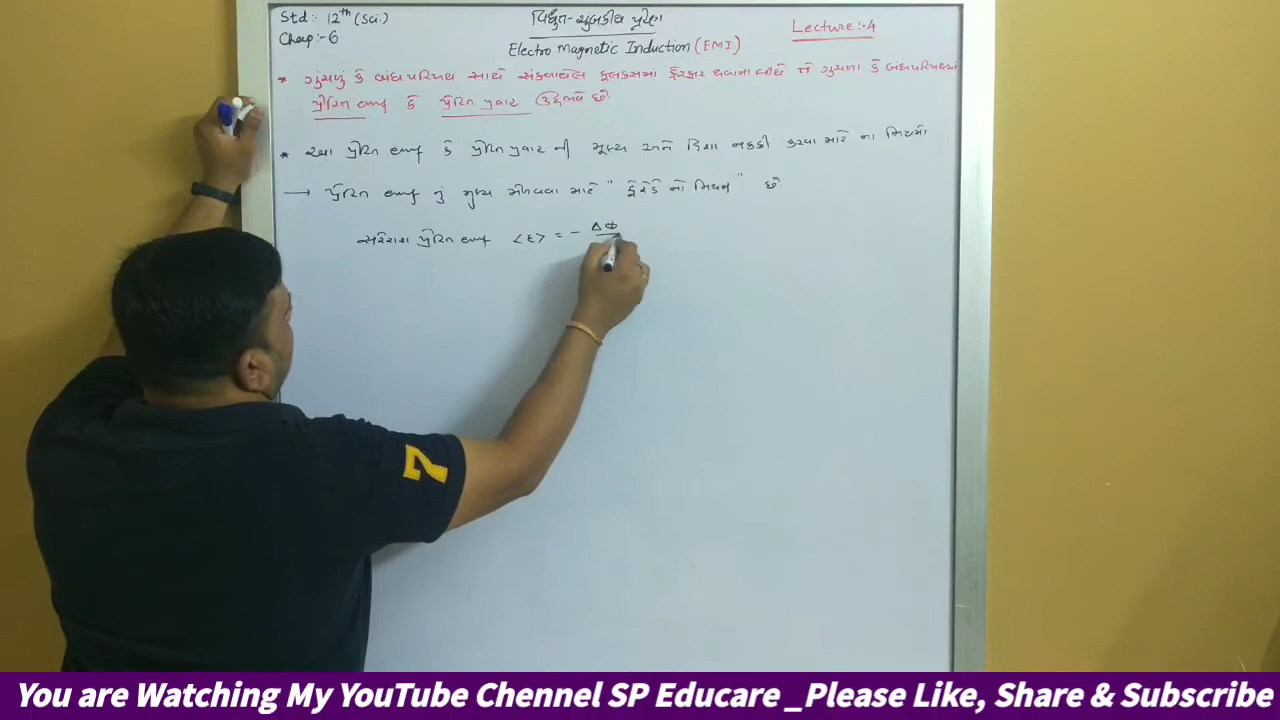 Std:- 12th (Sci.)
Chap:- 6
વિદ્યુત-ચુંબકીય પ્રેરણ
Electro Magnetic Induction (EMI)
Lecture:-4
* ગુંચળું કે બંધપરિપથ સાથે સંકળાયેલ ફ્લક્સમાં ફેરફાર થવાના લીધે તે ગુચળા કે બંધપરિપથમાં
પ્રેરિત emf કે પ્રેરિત પ્રવાહ ઉદ્દભવે છે.
* આ પ્રેરિત emf કે પ્રેરિત પ્રવાહ ની મૂલ્ય અને દિશા નક્કી કરવા માટે ના નિયમો
→ પ્રેરિત emf નું મુલ્ય મેળવવા માટે " ફેરેડે નો નિયમ " છે
સરેરાશ પ્રેરિત emf <ε> = - ΔΦ
7
You are Watching My YouTube Chennel SP Educare _Please Like, Share & Subscribe